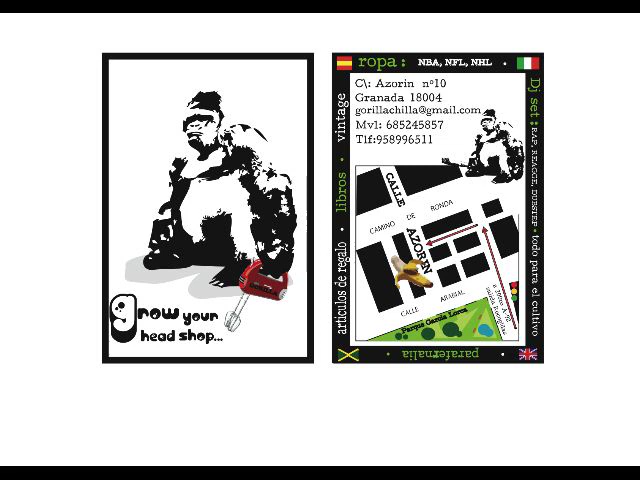 grow your
head shop...
ropa: NBA, NFL, NHL
C\: Azorin nº10
Granada 18004
gorillachilla@gmail.com
Mvl: 685245857
Tlf:958996511
Dj set: RAP, REAGGE, DUBSTEP • todo para el cultivo
parafernalia
articulos de regalo • libros • vintage
CALLE
AZORIN
CAMINO DE RONDA
CALLE ARABIAL
Parque Garcia Lorca